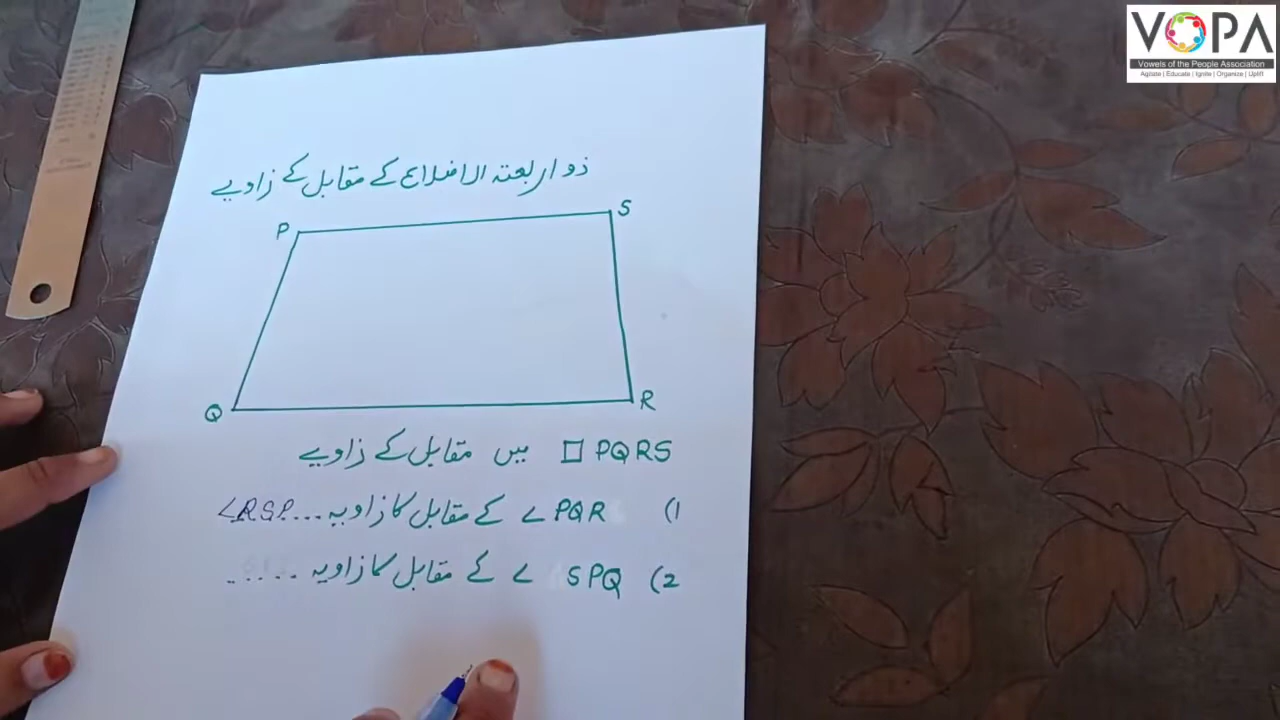 VOPA
Vowels of the People Association
Agitate | Educate | Ignite | Organize | Uplift
ذو اربعتہ الاضلاع کے مقابل کے زاویے
P
S
Q
R
□ PQRS میں مقابل کے زاویے
1) ∠PQR کے مقابل کا زاویہ ...∠RSP
2) ∠SPQ کے مقابل کا زاویہ .....